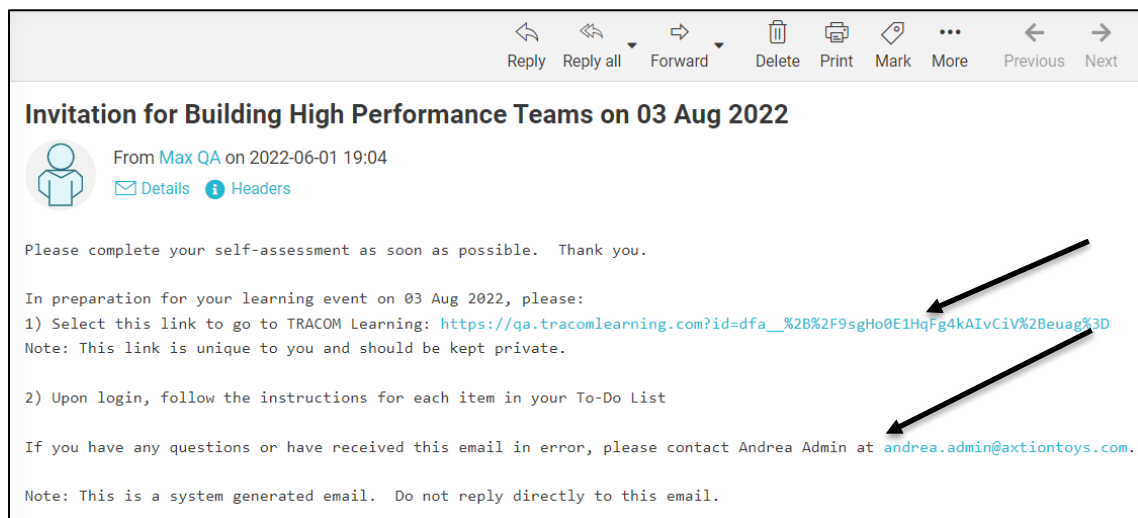 Reply Reply all Forward Delete Print Mark More Previous Next
Invitation for Building High Performance Teams on 03 Aug 2022
From Max QA on 2022-06-01 19:04
Details Headers
Please complete your self-assessment as soon as possible.  Thank you.
In preparation for your learning event on 03 Aug 2022, please:
1) Select this link to go to TRACOM Learning: https://qa.tracomlearning.com?id=dfa__%2B%2F9sgHo0E1HqFg4kAIvCiV%2Beuag%3D
Note: This link is unique to you and should be kept private.
2) Upon login, follow the instructions for each item in your To-Do List
If you have any questions or have received this email in error, please contact Andrea Admin at andrea.admin@axtiontoys.com.
Note: This is a system generated email.  Do not reply directly to this email.